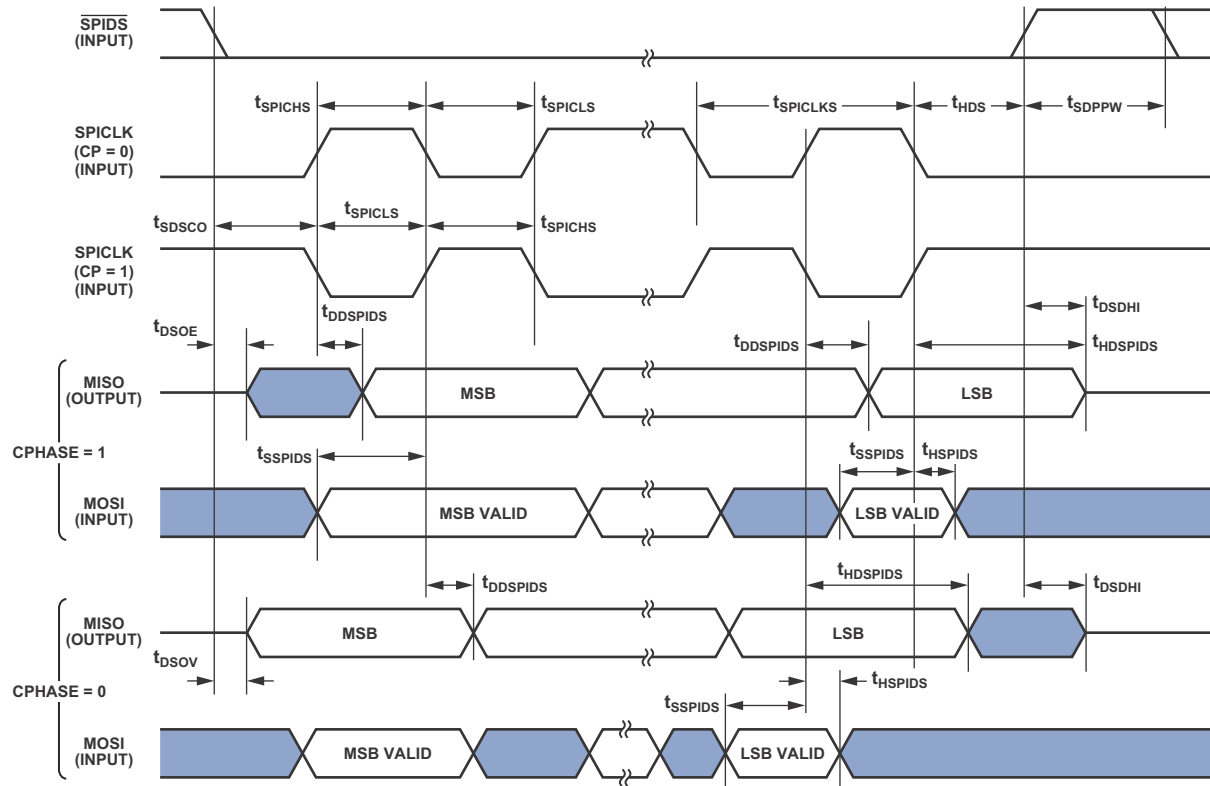 SPIDS
(INPUT)
tSPICHS
tSPICLS
tSPICLKS
tHDS
tSDPPW
SPICLK
(CP = 0)
(INPUT)
tSDSCO
tSPICLS
tSPICHS
SPICLK
(CP = 1)
(INPUT)
tDSOE
tDDSPIDS
tDDSPIDS
tDSDHI
tHDSPIDS
CPHASE = 1
MISO
(OUTPUT)
MSB
LSB
tSSPIDS
tSSPIDS
tHSPIDS
MOSI
(INPUT)
MSB VALID
LSB VALID
tDDSPIDS
tHDSPIDS
tDSDHI
CPHASE = 0
MISO
(OUTPUT)
MSB
LSB
tDSOV
tSSPIDS
tHSPIDS
MOSI
(INPUT)
MSB VALID
LSB VALID